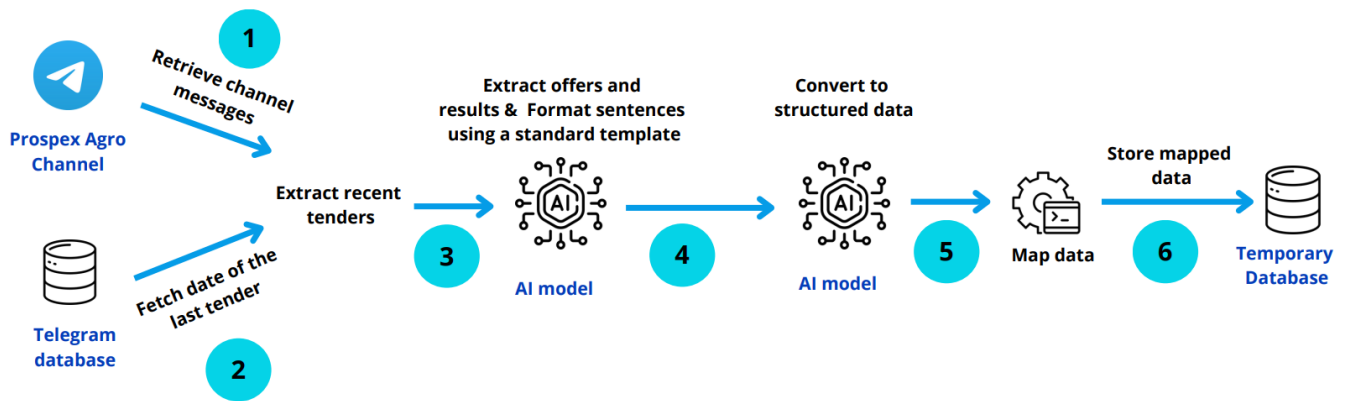 1
Retrieve channel
messages
Prospex Agro
Channel
Extract recent
tenders
Fetch date of the
last tender
Telegram
database
2
3
Extract offers and
results & Format sentences
using a standard template
AI
AI model
4
Convert to
structured data
AI
AI model
5
Map data
Store mapped
data
6
Temporary
Database